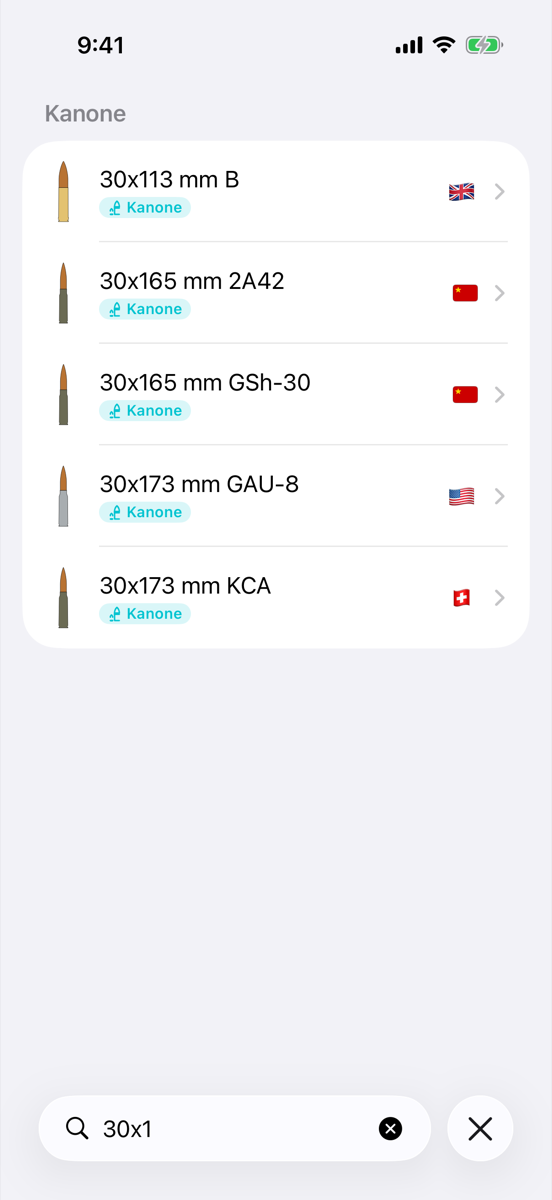 9:41
Kanone
30x113 mm B
Kanone
30x165 mm 2A42
Kanone
30x165 mm GSh-30
Kanone
30x173 mm GAU-8
Kanone
30x173 mm KCA
Kanone
30x1